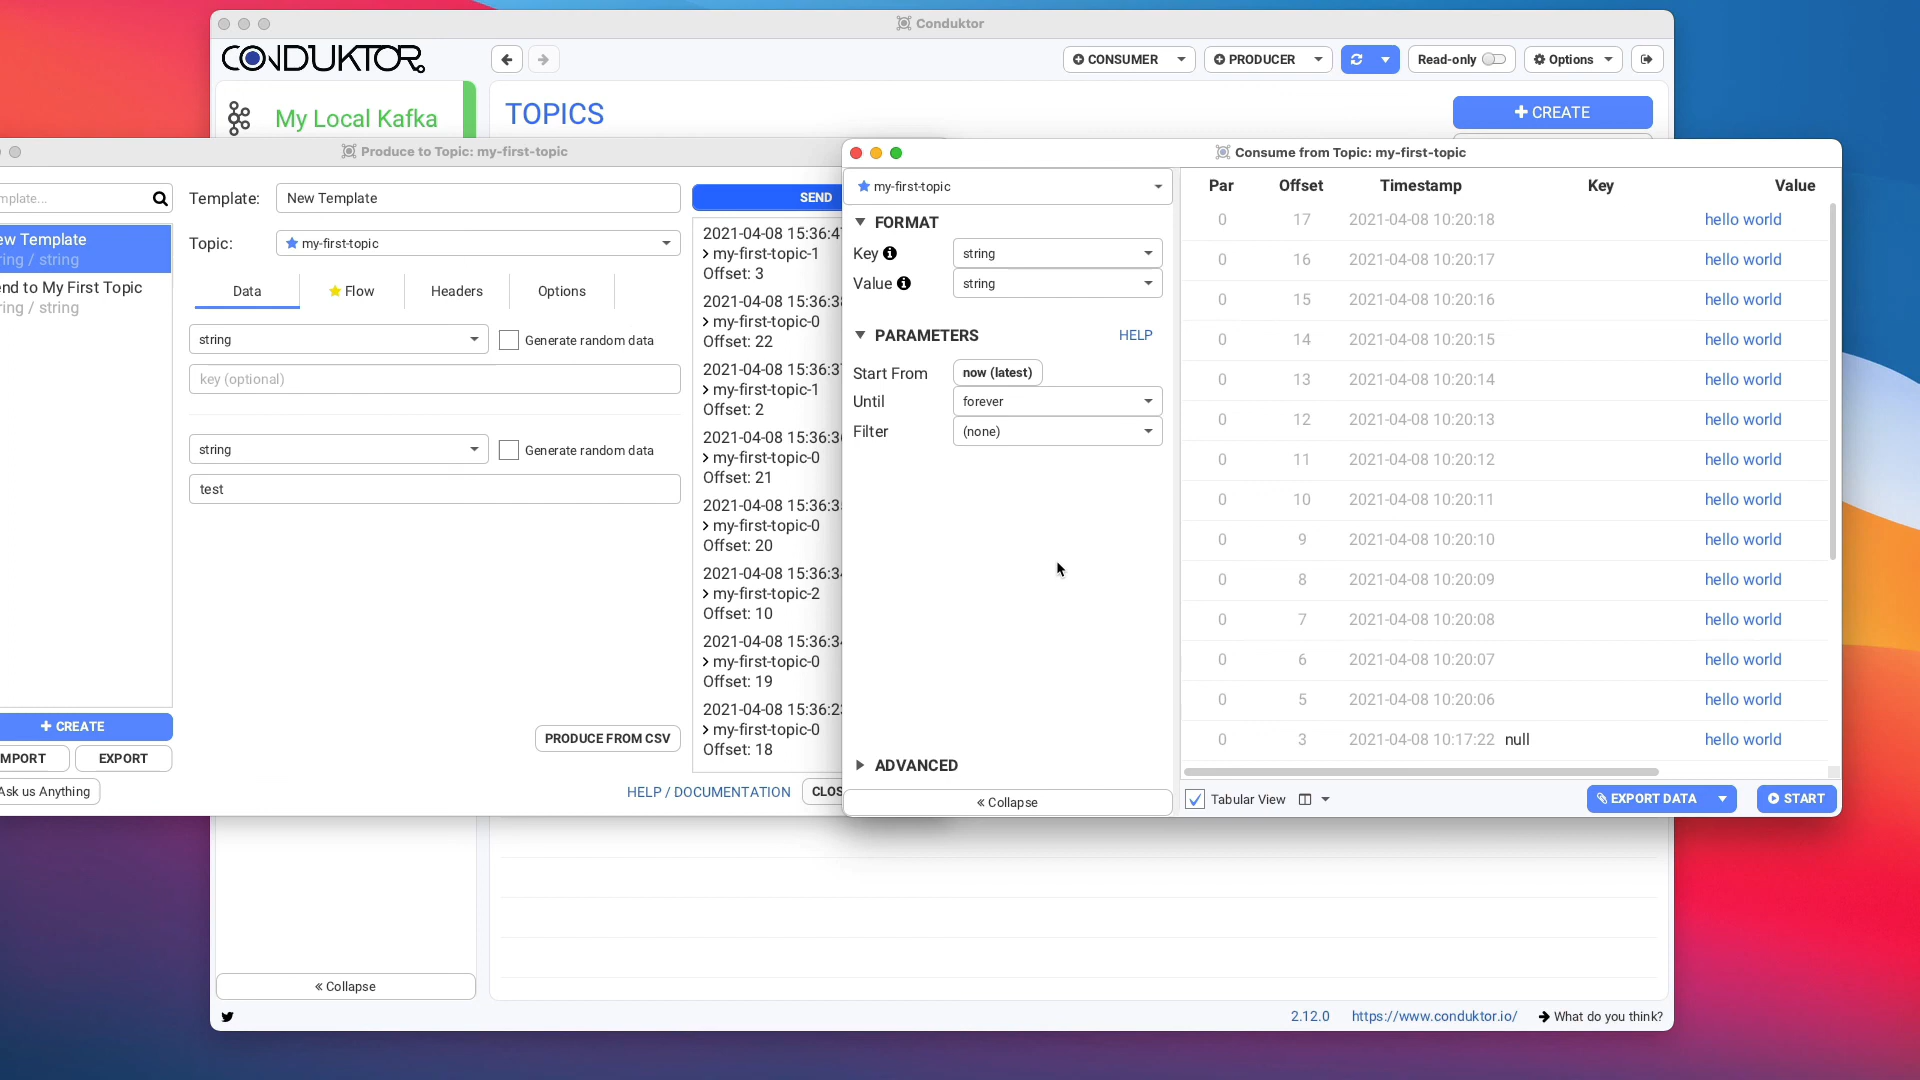 Conduktor
CONDUKTOR
CONSUMER
PRODUCER
Read-only
Options
My Local Kafka
TOPICS
CREATE
Produce to Topic: my-first-topic
mplate...
Template:
New Template
SEND
ew Template
ring / string
Topic:
my-first-topic
end to My First Topic
ring / string
Data
Flow
Headers
Options
string
Generate random data
key (optional)
string
Generate random data
test
2021-04-08 15:36:4
my-first-topic-1
Offset: 3
2021-04-08 15:36:38
my-first-topic-0
Offset: 22
2021-04-08 15:36:37
my-first-topic-1
Offset: 2
2021-04-08 15:36:3
my-first-topic-0
Offset: 21
2021-04-08 15:36:3
my-first-topic-0
Offset: 20
2021-04-08 15:36:34
my-first-topic-2
Offset: 10
2021-04-08 15:36:34
my-first-topic-0
Offset: 19
2021-04-08 15:36:2
my-first-topic-0
Offset: 18
CREATE
MPORT
EXPORT
Ask us Anything
PRODUCE FROM CSV
HELP / DOCUMENTATION
CLOS
Consume from Topic: my-first-topic
my-first-topic
FORMAT
Key
string
Value
string
PARAMETERS
HELP
Start From
now (latest)
Until
forever
Filter
(none)
ADVANCED
« Collapse
Par Offset Timestamp Key Value
0 17 2021-04-08 10:20:18 hello world
0 16 2021-04-08 10:20:17 hello world
0 15 2021-04-08 10:20:16 hello world
0 14 2021-04-08 10:20:15 hello world
0 13 2021-04-08 10:20:14 hello world
0 12 2021-04-08 10:20:13 hello world
0 11 2021-04-08 10:20:12 hello world
0 10 2021-04-08 10:20:11 hello world
0 9 2021-04-08 10:20:10 hello world
0 8 2021-04-08 10:20:09 hello world
0 7 2021-04-08 10:20:08 hello world
0 6 2021-04-08 10:20:07 hello world
0 5 2021-04-08 10:20:06 hello world
0 3 2021-04-08 10:17:22 null hello world
Tabular View
EXPORT DATA
START
« Collapse
2.12.0
https://www.conduktor.io/
What do you think?